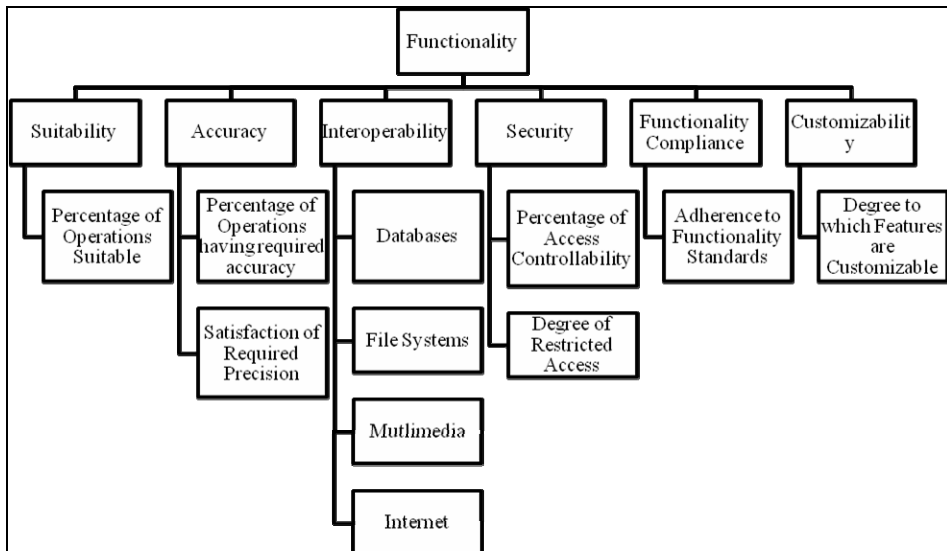 Functionality
Suitability
Accuracy
Interoperability
Security
Functionality
Compliance
Customizabilit
y
Percentage of
Operations
Suitable
Percentage of
Operations
having required
accuracy
Satisfaction of
Required
Precision
Databases
File Systems
Mutlimedia
Internet
Percentage of
Access
Controllability
Degree of
Restricted
Access
Adherence to
Functionality
Standards
Degree to
which Features
are
Customizable